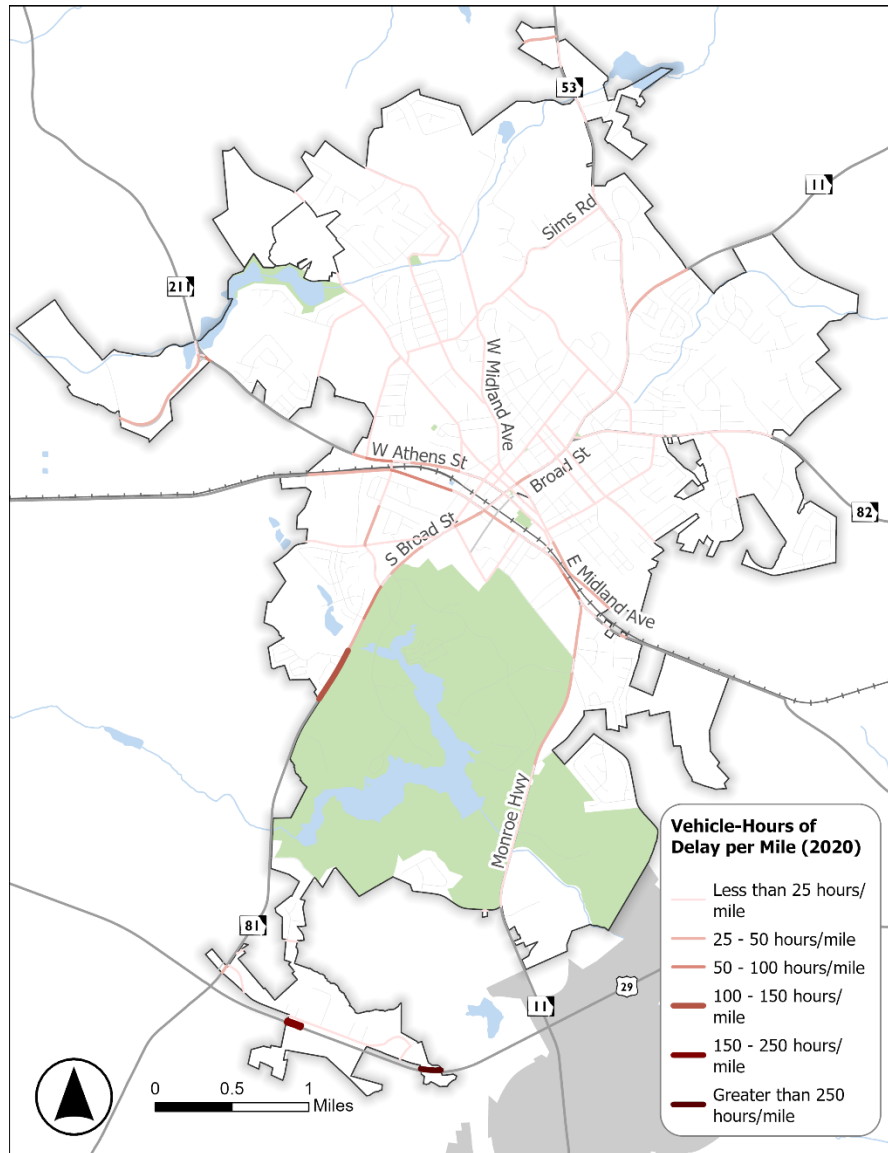 53
11
Sims Rd
211
W Midland Ave
W Athens St
N Broad St
82
S Broad St
E Midland Ave
Monroe Hwy
81
29
11
Vehicle-Hours of
Delay per Mile (2020)
Less than 25 hours/
mile
25 - 50 hours/mile
50 - 100 hours/mile
100 - 150 hours/
mile
150 - 250 hours/
mile
Greater than 250
hours/mile
0 0.5 1
Miles